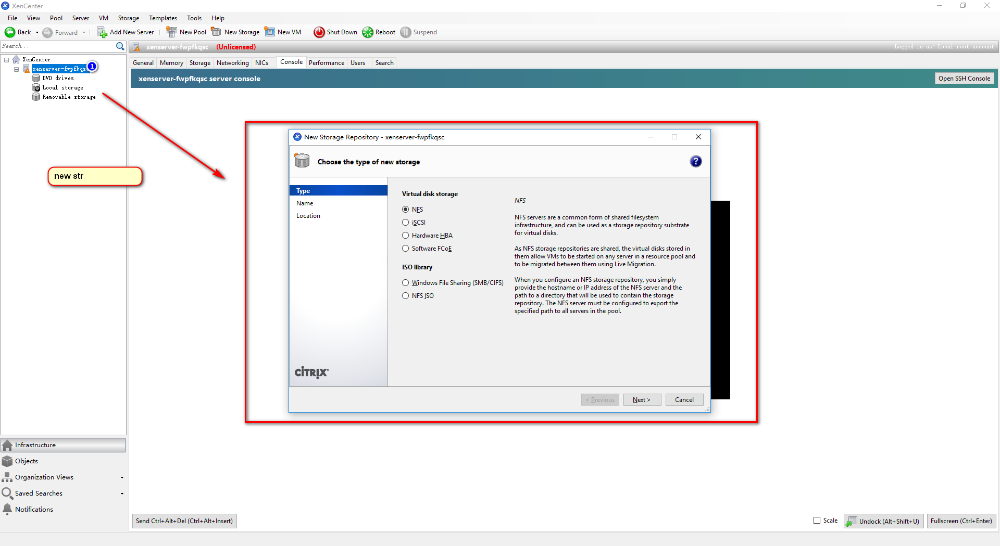 XenCenter
File View Pool Server VM Storage Templates Tools Help
Back Forward Add New Server New Pool New Storage New VM Shut Down Reboot Suspend
Search...
xenserver-fwpfkqsc (Unlicensed) Logged in as: Local root account
XenCenter
xenserver-fwpfkqs
1
DVD drives
Local storage
Removable storage
new str
General Memory Storage Networking NICs Console Performance Users Search
xenserver-fwpfkqsc server console
Open SSH Console
New Storage Repository - xenserver-fwpfkqsc
Choose the type of new storage
?
Type
Name
Location
CITRIX
Virtual disk storage
NFS
iSCSI
Hardware HBA
Software FCoE
ISO library
Windows File Sharing (SMB/CIFS)
NFS ISO
NFS
NFS servers are a common form of shared filesystem
infrastructure, and can be used as a storage repository substrate
for virtual disks.
As NFS storage repositories are shared, the virtual disks stored in
them allow VMs to be started on any server in a resource pool and
to be migrated between them using Live Migration.
When you configure an NFS storage repository, you simply
provide the hostname or IP address of the NFS server and the
path to a directory that will be used to contain the storage
repository. The NFS server must be configured to export the
specified path to all servers in the pool.
< Previous Next > Cancel
Infrastructure
Objects
Organization Views
Saved Searches
Notifications
Send Ctrl+Alt+Del (Ctrl+Alt+Insert)
Scale
Undock (Alt+Shift+U)
Fullscreen (Ctrl+Enter)